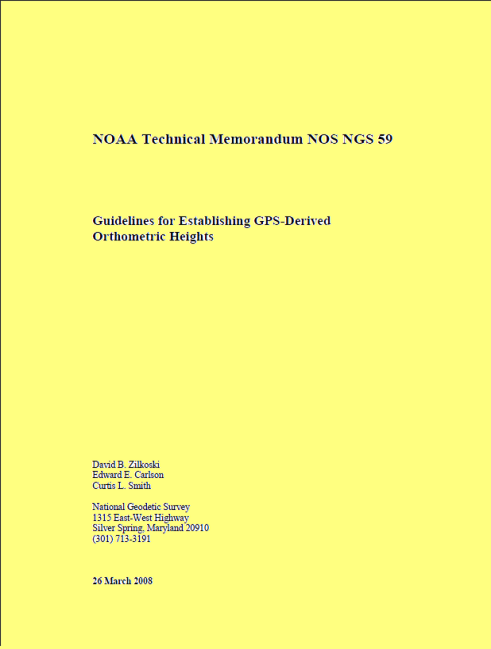 NOAA Technical Memorandum NOS NGS 59
Guidelines for Establishing GPS-Derived
Orthometric Heights
David B. Zilkoski
Edward E. Carlson
Curtis L. Smith
National Geodetic Survey
1315 East-West Highway
Silver Spring, Maryland 20910
(301) 713-3191
26 March 2008